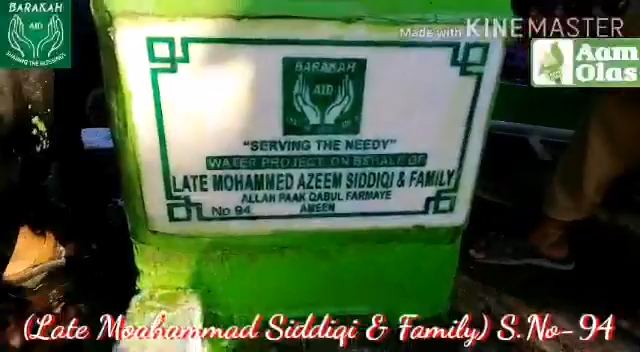 BARAKAH
AID
SHARING THE BLESSINGS
Made with KINEMASTER
Aam
Olas
BARAKAH
AID
"SERVING THE NEEDY"
WATER PROJECT ON BEHALF OF
LATE MOHAMMED AZEEM SIDDIQI & FAMILY
ALLAH PAAK QABUL FARMAYE
No 94 AMEEN
(Late Moahammad Siddiqi & Family) S.No-94